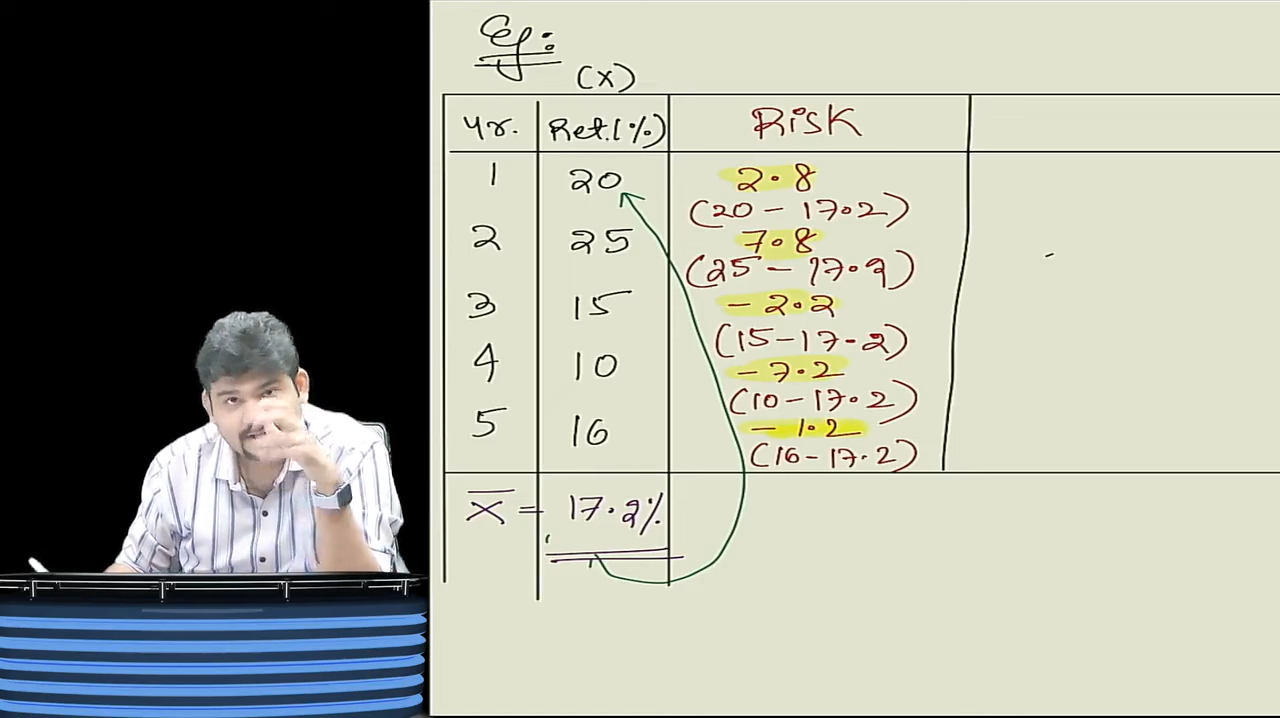 Eg:
(X)
Yr. Ret.(%) Risk
1 20 2.8
(20 - 17.2)
2 25 7.8
(25 - 17.2)
3 15 - 2.2
(15-17.2)
4 10 - 7.2
(10-17.2)
5 16 - 1.2
(16-17.2)
X̅ = 17.2%